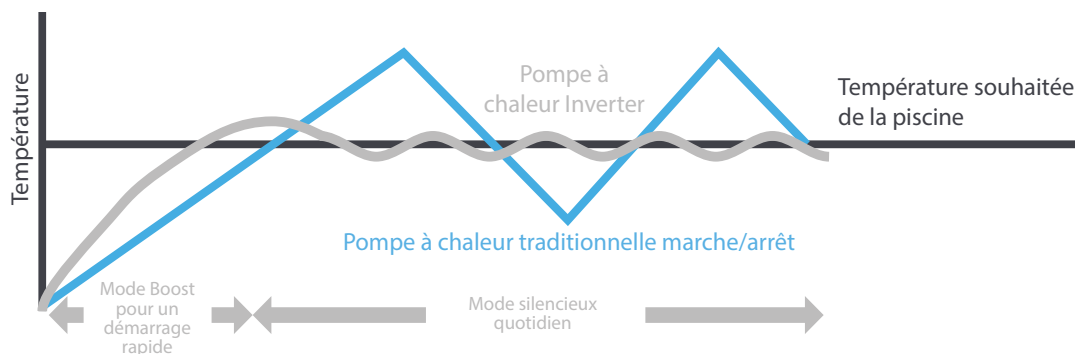 Température
Pompe à
chaleur Inverter
Température souhaitée
de la piscine
Pompe à chaleur traditionnelle marche/arrêt
Mode Boost
pour un
démarrage
rapide
Mode silencieux
quotidien